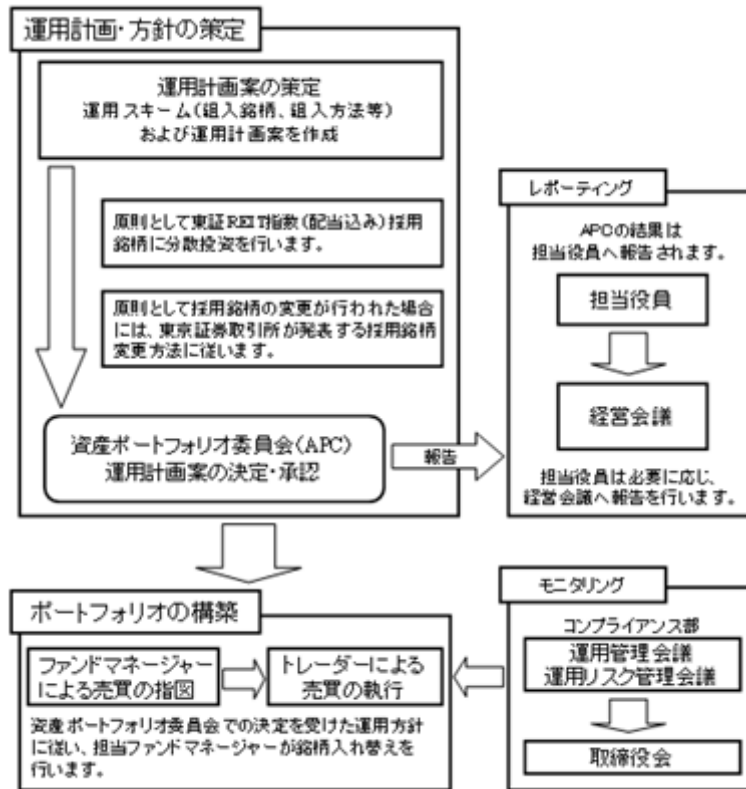 運用計画・方針の策定
運用計画案の策定
運用スキーム(組入銘柄、組入方法等)
および運用計画案を作成
原則として東証REIT指数(配当込み)採用
銘柄に分散投資を行います。
原則として採用銘柄の変更が行われた場合
には、東京証券取引所が発表する採用銘柄
変更方法に従います。
資産ポートフォリオ委員会(APC)
運用計画案の決定・承認
報告
レポーティング
APCの結果は
担当役員へ報告されます。
担当役員
経営会議
担当役員は必要に応じ、
経営会議へ報告を行います。
ポートフォリオの構築
ファンドマネージャー
による売買の指図
トレーダーによる
売買の執行
資産ポートフォリオ委員会での決定を受けた運用方針
に従い、担当ファンドマネージャーが銘柄入れ替えを
行います。
モニタリング
コンプライアンス部
運用管理会議
運用リスク管理会議
取締役会